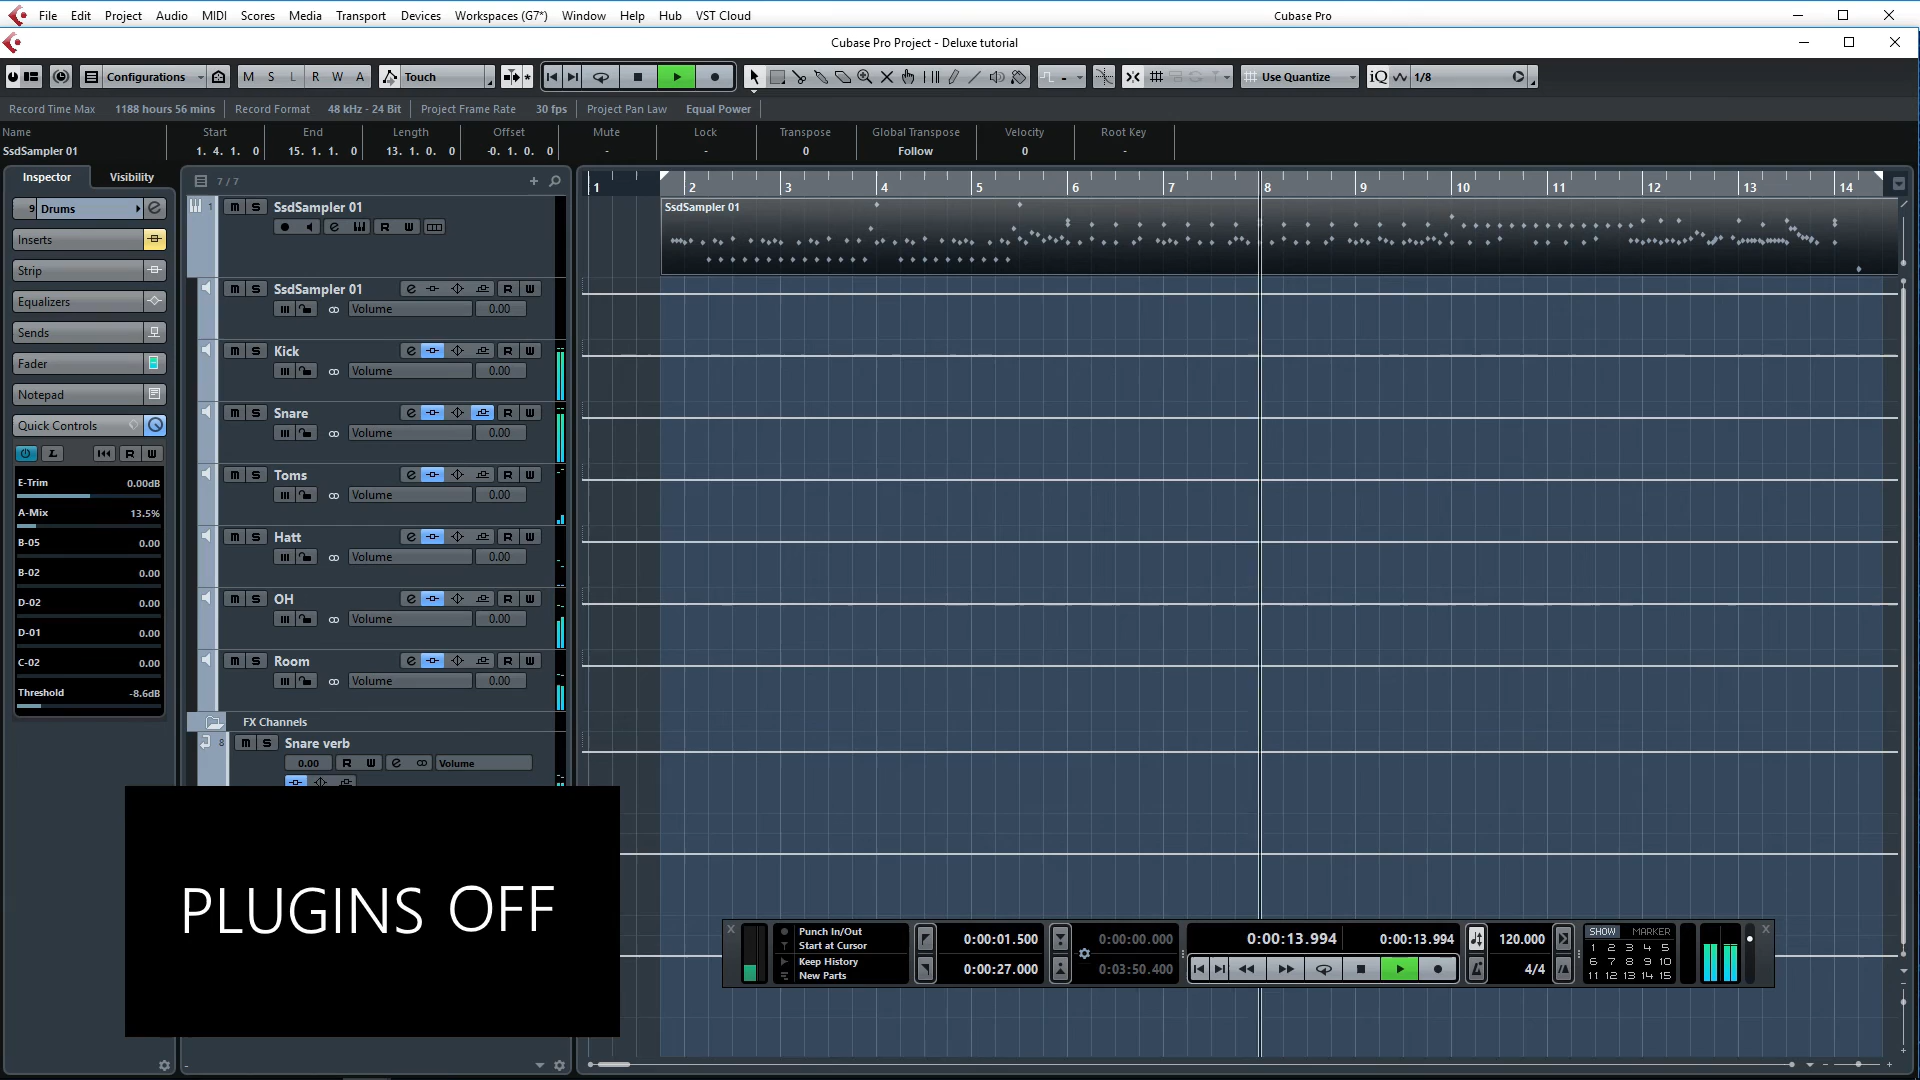 File Edit Project Audio MIDI Scores Media Transport Devices Workspaces (G7*) Window Help Hub VST Cloud Cubase Pro
Cubase Pro Project - Deluxe tutorial
Configurations M S L R W A Touch Use Quantize iQ 1/8
Record Time Max 1188 hours 56 mins Record Format 48 kHz - 24 Bit Project Frame Rate 30 fps Project Pan Law Equal Power
Name Start End Length Offset Mute Lock Transpose Global Transpose Velocity Root Key
SsdSampler 01 1. 4. 1. 0 15. 1. 1. 0 13. 1. 0. 0 -0. 1. 0. 0 - - 0 Follow 0 -
Inspector Visibility 7 / 7
1 2 3 4 5 6 7 8 9 10 11 12 13 14
9 Drums
Inserts
Strip
Equalizers
Sends
Fader
Notepad
Quick Controls
L R W
E-Trim 0.00dB
A-Mix 13.5%
B-05 0.00
B-02 0.00
D-02 0.00
D-01 0.00
C-02 0.00
Threshold -8.6dB
1 m S SsdSampler 01
e R W
m S SsdSampler 01 e R W
Volume 0.00
m S Kick e R W
Volume 0.00
m S Snare e R W
Volume 0.00
m S Toms e R W
Volume 0.00
m S Hatt e R W
Volume 0.00
m S OH e R W
Volume 0.00
m S Room e R W
Volume 0.00
FX Channels
8 m S Snare verb
0.00 R W e Volume
SsdSampler 01
PLUGINS OFF
X
Punch In/Out
Start at Cursor
Keep History
New Parts
0:00:01.500
0:00:27.000
0:00:00.000
0:03:50.400
0:00:13.994 0:00:13.994
120.000
4/4
SHOW MARKER
1 2 3 4 5
6 7 8 9 10
11 12 13 14 15
X